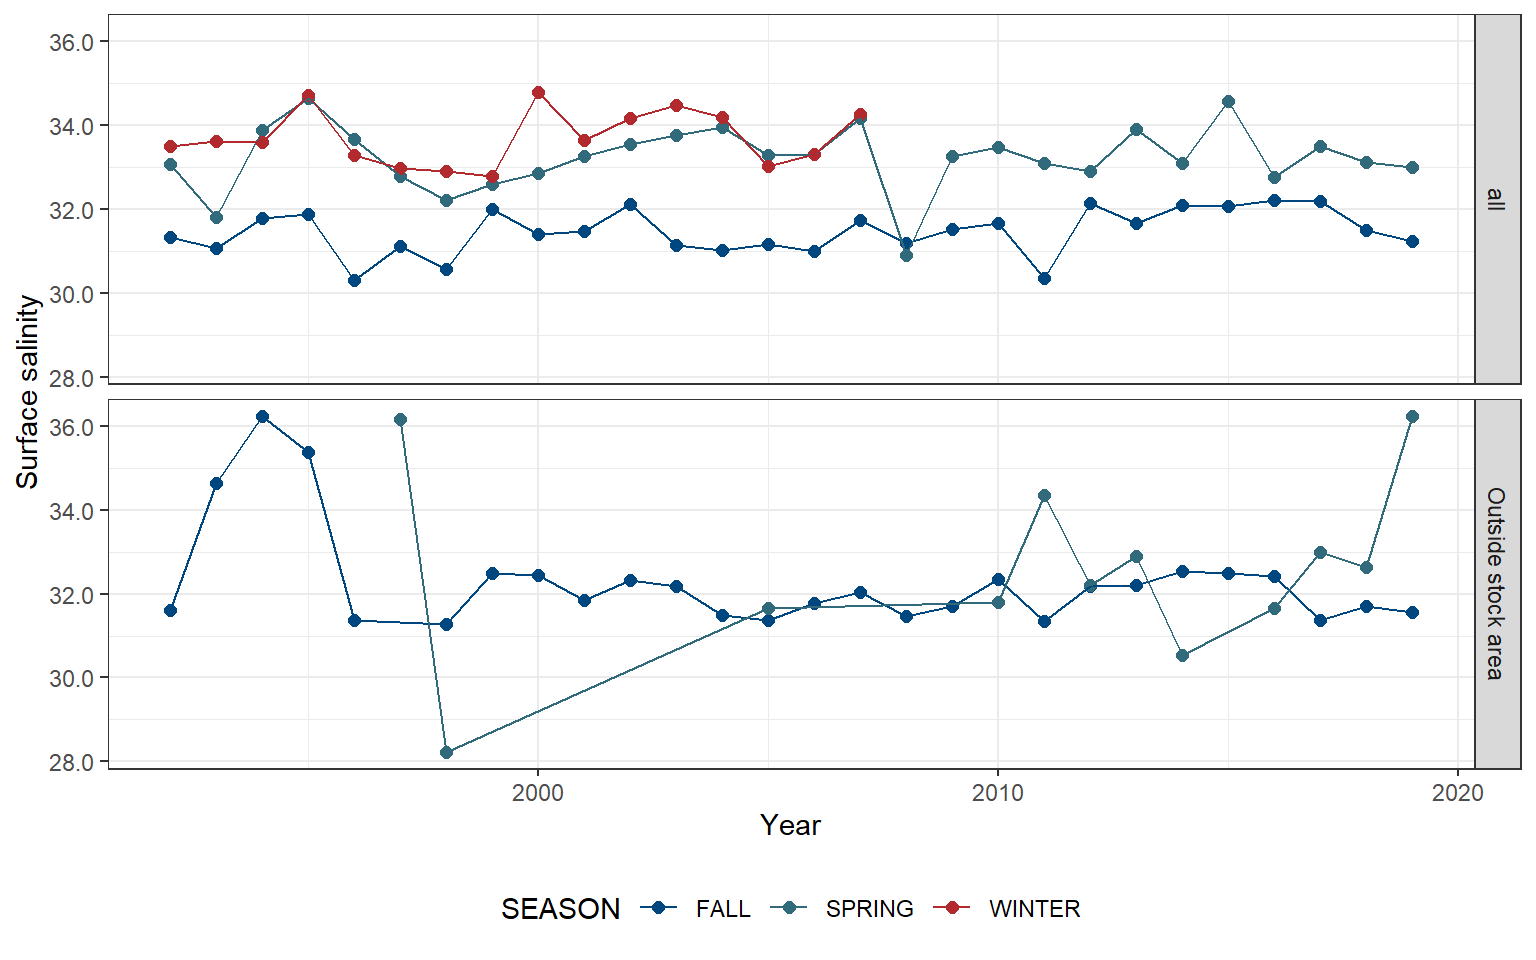 36.0
34.0
32.0
30.0
28.0
all
36.0
34.0
32.0
30.0
28.0
Outside stock area
Surface salinity
2000 2010 2020
Year
SEASON FALL SPRING WINTER